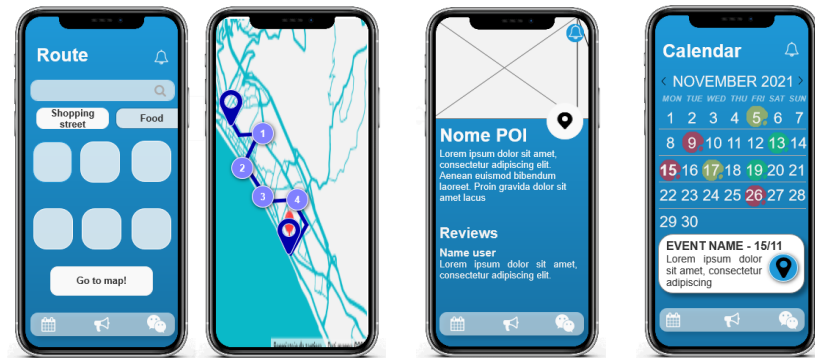 Route
Shopping
street
Food
Go to map!
1
2
3
4
Nome POI
Lorem ipsum dolor sit amet,
consectetur adipiscing elit.
Aenean euismod bibendum
laoreet. Proin gravida dolor sit
amet lacus
Reviews
Name user
Lorem ipsum dolor sit amet,
consectetur adipiscing elit.
Calendar
< NOVEMBER 2021 >
MON TUE WED THU FRI SAT SUN
1 2 3 4 5 6 7
8 9 10 11 12 13 14
15 16 17 18 19 20 21
22 23 24 25 26 27 28
29 30
EVENT NAME - 15/11
Lorem ipsum dolor
sit amet, consectetur
adipiscing